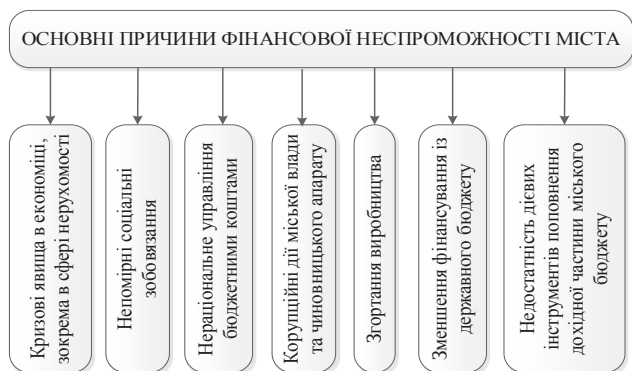 ОСНОВНІ ПРИЧИНИ ФІНАНСОВОЇ НЕСПРОМОЖНОСТІ МІСТА
Кризові явища в економіці,
зокрема в сфері нерухомості
Непомірні соціальні
зобовязання
Нераціональне управління
бюджетними коштами
Корупційні дії міської влади
та чиновницького апарату
Згортання виробництва
Зменшення фінансування із
державного бюджету
Недостатність дієвих
інструментів поповнення
дохідної частини міського
бюджету